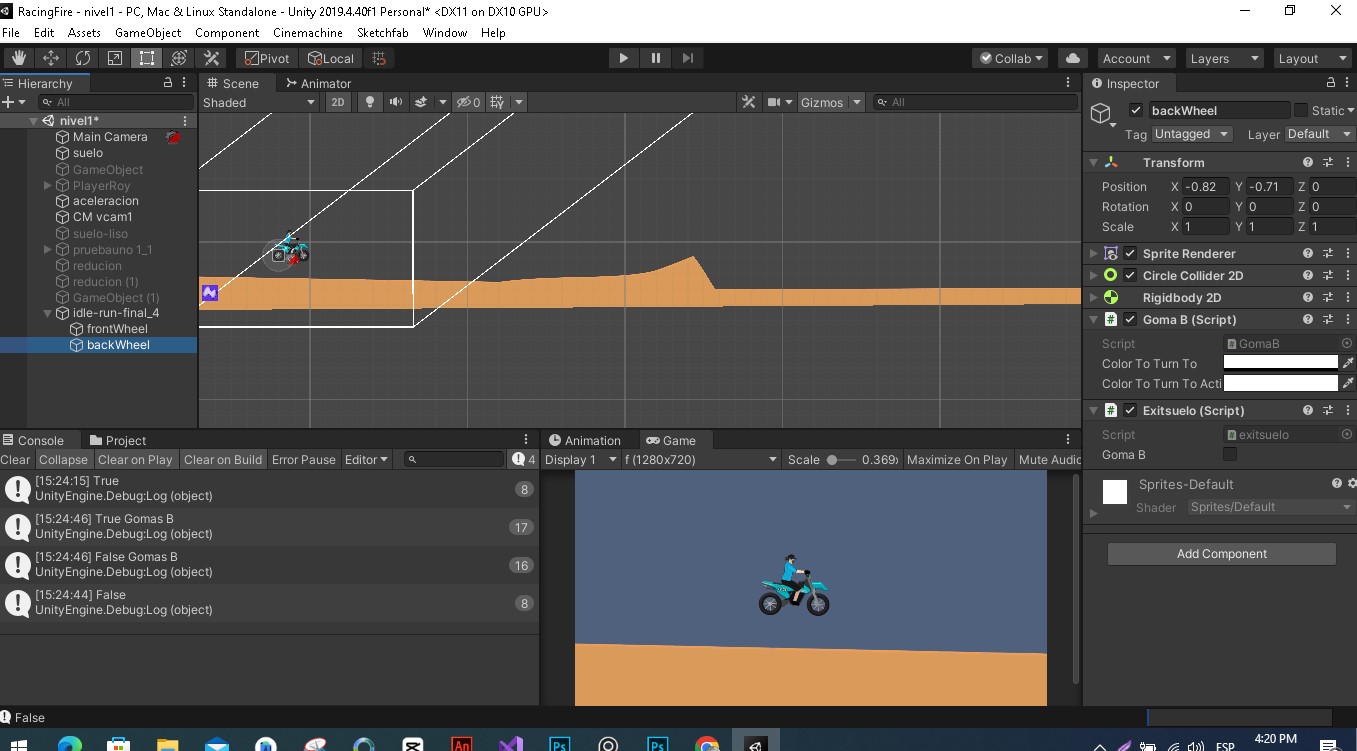 RacingFire - nivel1 - PC, Mac & Linux Standalone - Unity 2019.4.40f1 Personal* <DX11 on DX10 GPU>
File Edit Assets GameObject Component Cinemachine Sketchfab Window Help
Pivot Local Collab Account Layers Layout
Hierarchy Scene Animator Inspector
All Shaded 2D 0 Gizmos All
backWheel Static
Tag Untagged Layer Default
nivel1*
Main Camera
suelo
GameObject
PlayerRoy
aceleracion
CM vcam1
suelo-liso
pruebauno 1_1
reducion
reducion (1)
GameObject (1)
idle-run-final_4
frontWheel
backWheel
Transform
Position X -0.82 Y -0.71 Z 0
Rotation X 0 Y 0 Z 0
Scale X 1 Y 1 Z 1
Sprite Renderer
Circle Collider 2D
Rigidbody 2D
Goma B (Script)
Script GomaB
Color To Turn To
Color To Turn To Acti
Exitsuelo (Script)
Script exitsuelo
Goma B
Sprites-Default
Shader Sprites/Default
Add Component
Console Project
Clear Collapse Clear on Play Clear on Build Error Pause Editor 4
[15:24:15] True
UnityEngine.Debug:Log (object)
8
[15:24:46] True Gomas B
UnityEngine.Debug:Log (object)
17
[15:24:46] False Gomas B
UnityEngine.Debug:Log (object)
16
[15:24:44] False
UnityEngine.Debug:Log (object)
8
Animation Game
Display 1 f (1280x720) Scale 0.369 Maximize On Play Mute Audio
False
An Ps Ps ESP 4:20 PM